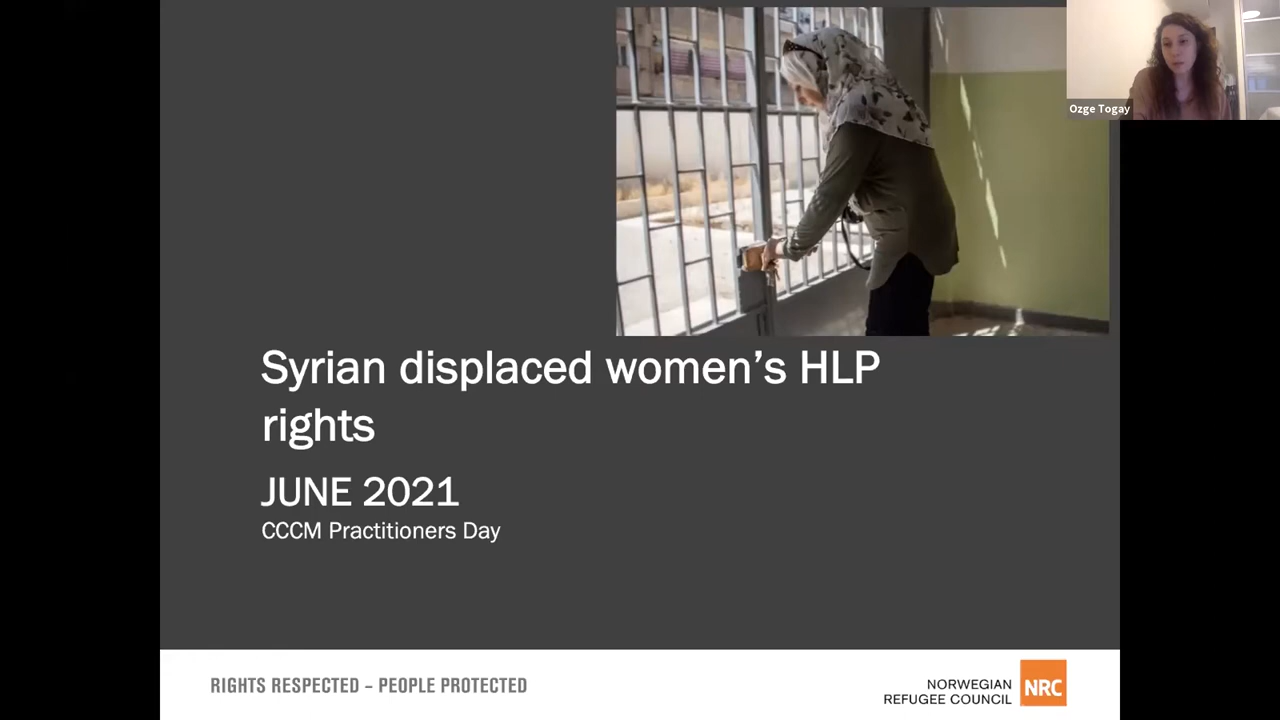 Ozge Togay
Syrian displaced women's HLP
rights
JUNE 2021
CCCM Practitioners Day
RIGHTS RESPECTED – PEOPLE PROTECTED
NORWEGIAN
REFUGEE COUNCIL
NRC